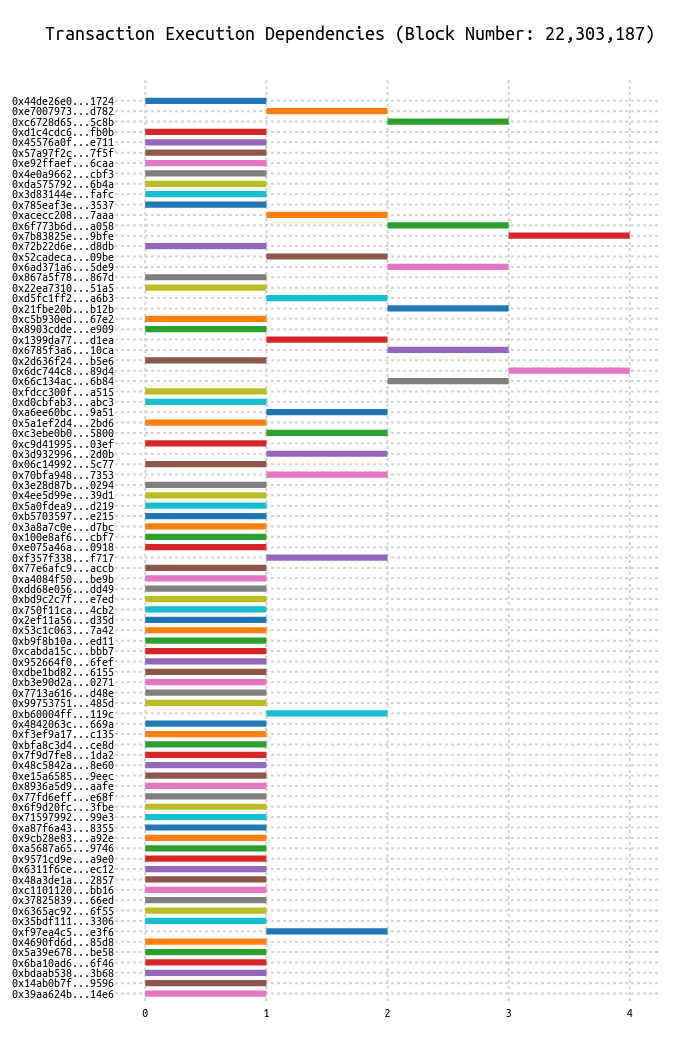 Transaction Execution Dependencies (Block Number: 22,303,187)
0x44de26e0...1724
0xe7007973...d782
0xc6728d65...5c8b
0xd1c4cdc6...fb0b
0x45576a0f...e711
0x57a97f2c...7f5f
0xe92ffaef...6caa
0x4e0a9662...cbf3
0xda575792...6b4a
0x3d83144e...fafc
0x785eaf3e...3537
0xacecc208...7aaa
0x6f773b6d...a058
0x7b83825e...9bfe
0x72b22d6e...d8db
0x52cadeca...09be
0x6ad371a6...5de9
0x867a5f78...867d
0x22ea7310...51a5
0xd5fc1ff2...a6b3
0x21fbe20b...b12b
0xc5b930ed...67e2
0x8903cdde...e909
0x1399da77...d1ea
0x6785f3a6...10ca
0x2d636f24...b5e6
0x6dc744c8...89d4
0x66c134ac...6b84
0xfdcc300f...a515
0xd0cbfab3...abc3
0xa6ee60bc...9a51
0x5a1ef2d4...2bd6
0xc3ebe0b0...5800
0xc9d41995...03ef
0x3d932996...2d0b
0x06c14992...5c77
0x70bfa948...7353
0x3e28d87b...0294
0x4ee5d99e...39d1
0x5a0fdea9...d219
0xb5703597...e215
0x3a8a7c0e...d7bc
0x100e8af6...cbf7
0xe075a46a...0918
0xf357f338...f717
0x77e6afc9...accb
0xa4084f50...be9b
0xdd68e056...dd49
0xbd9c2c7f...e7ed
0x750f11ca...4cb2
0x2ef11a56...d35d
0x53c1c063...7a42
0xb9f8b10a...ed11
0xcabda15c...bbb7
0x952664f0...6fef
0xdbe1bd82...6155
0xb3e90d2a...0271
0x7713a616...d48e
0x99753751...485d
0xb60004ff...119c
0x4842063c...669a
0xf3ef9a17...c135
0xbfa8c3d4...ce8d
0x7f9d7fe8...1da2
0x48c5842a...8e60
0xe15a6585...9eec
0x8936a5d9...aafe
0x77fd6eff...e68f
0x6f9d20fc...3fbe
0x71597992...99e3
0xa87f6a43...8355
0x9cb28e83...a92e
0xa5687a65...9746
0x9571cd9e...a9e0
0x6311f6ce...ec12
0x48a3de1a...2857
0xc1101120...bb16
0x37825839...66ed
0x6365ac92...6f55
0x35bdf111...3306
0xf97ea4c5...e3f6
0x4690fd6d...85d8
0x5a39e678...be58
0x6ba10ad6...6f46
0xbdaab538...3b68
0x14ab0b7f...9596
0x39aa624b...14e6
0 1 2 3 4